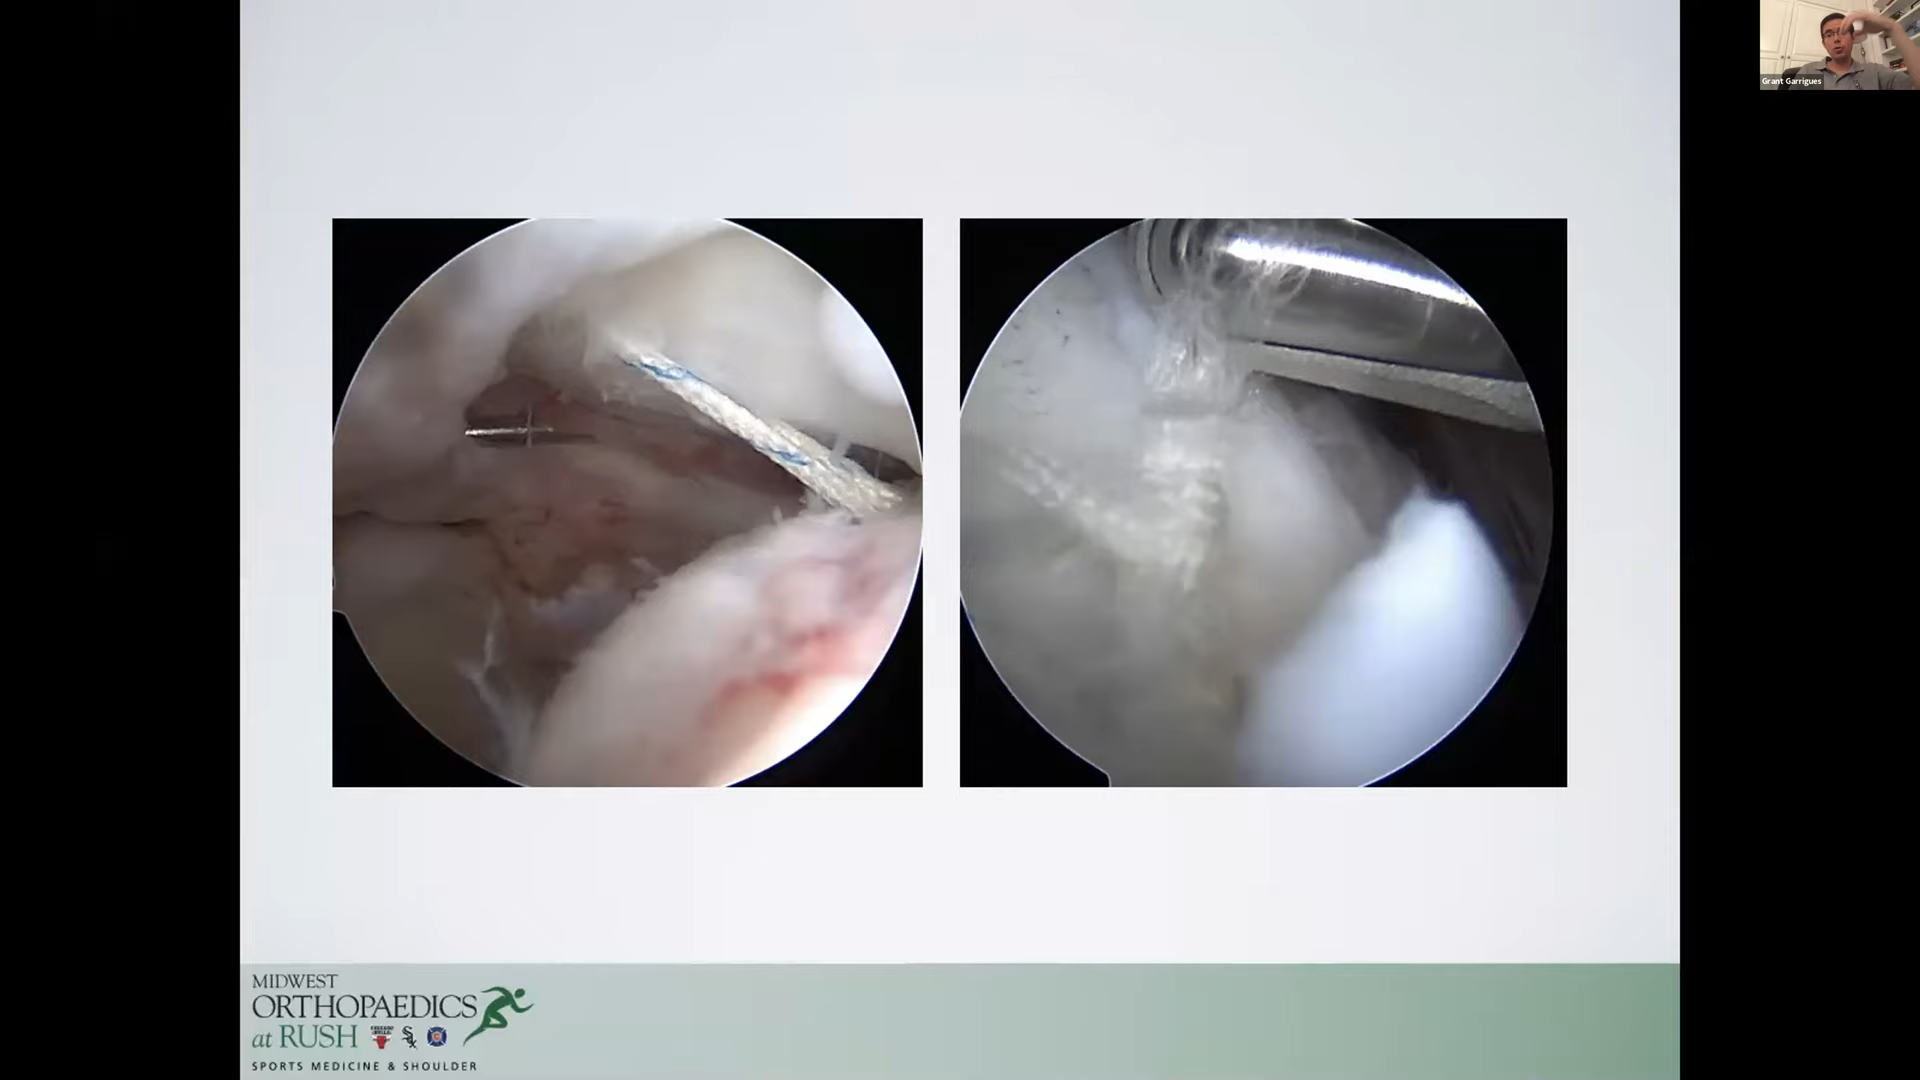 Grant Garrigues
MIDWEST
ORTHOPAEDICS
at RUSH
SPORTS MEDICINE & SHOULDER